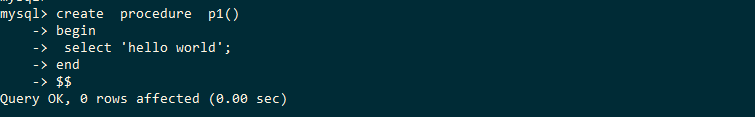 mysql> create  procedure  p1()
    -> begin
    ->  select 'hello world';
    -> end
    -> $$
Query OK, 0 rows affected (0.00 sec)